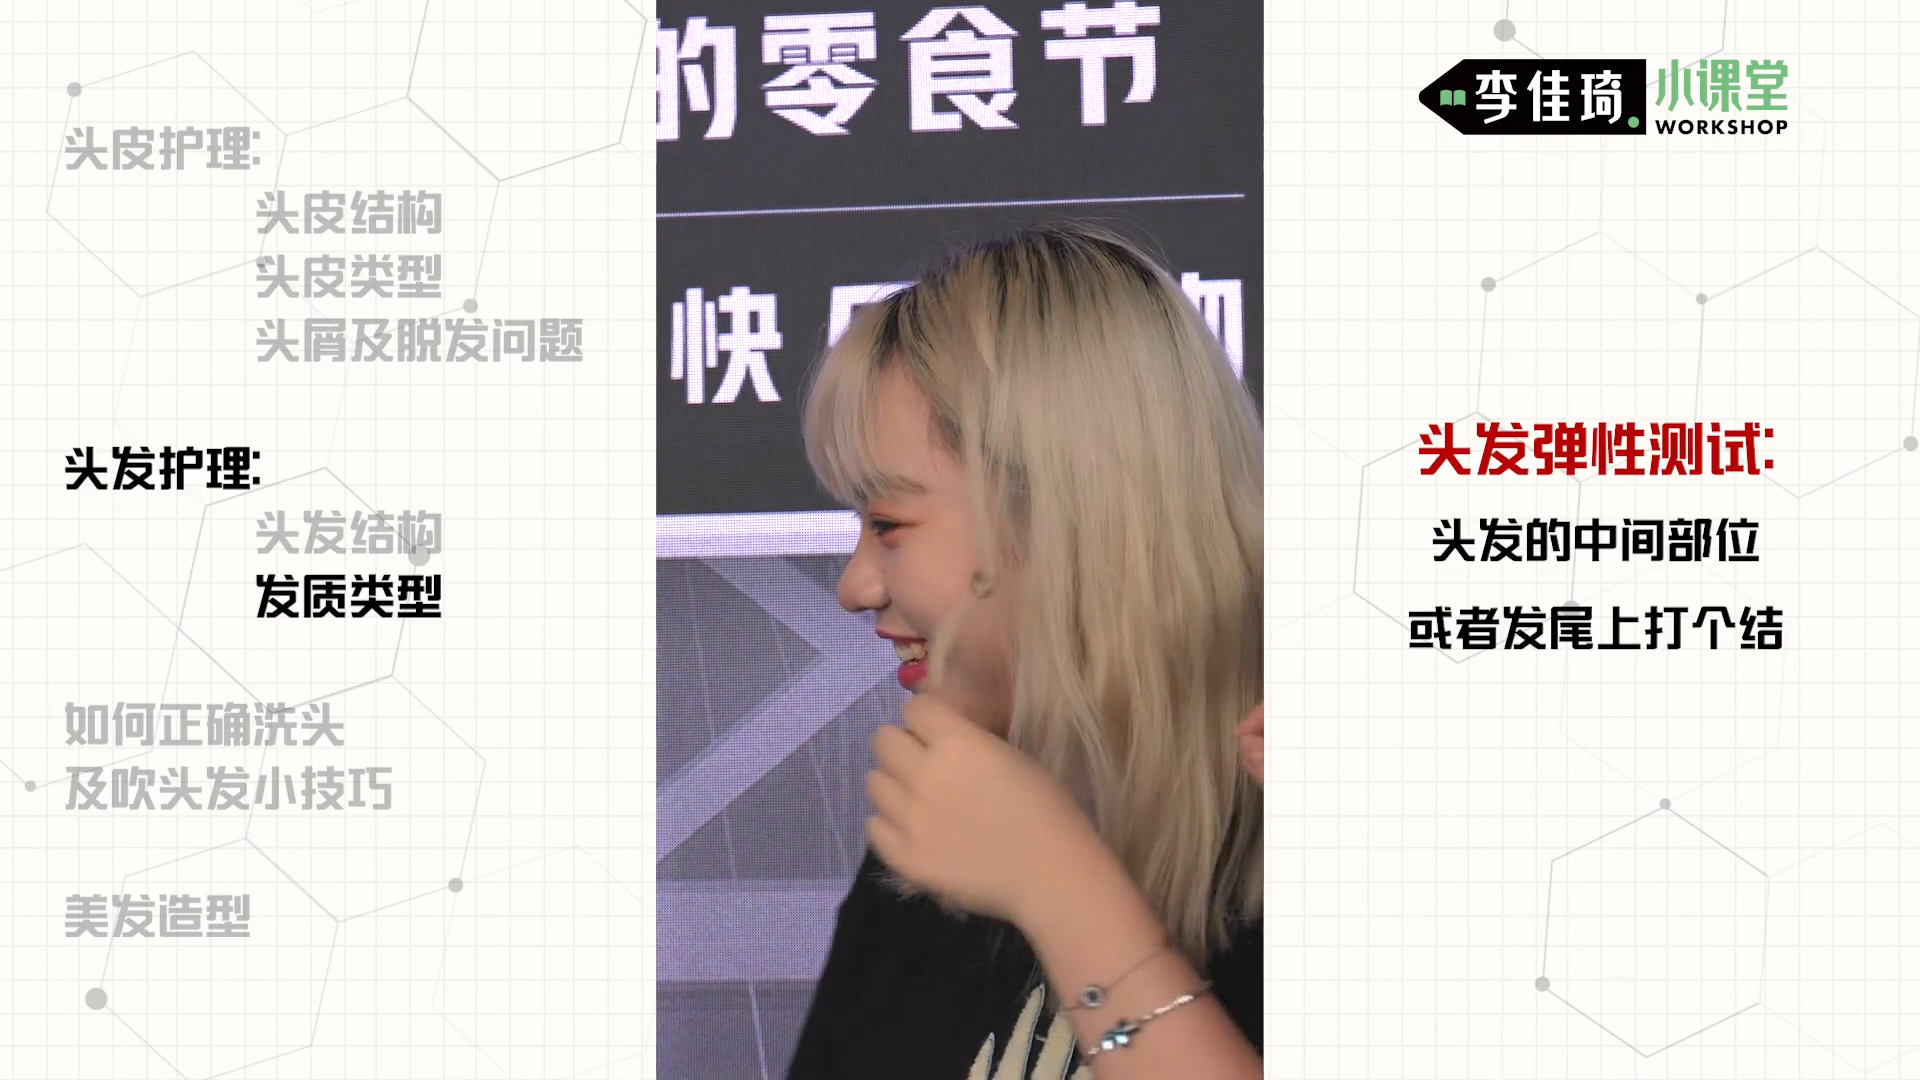 头皮护理:
头皮结构
头皮类型
头屑及脱发问题
头发护理:
头发结构
发质类型
如何正确洗头
及吹头发小技巧
美发造型
的零食节
快
李佳琦小课堂
WORKSHOP
头发弹性测试:
头发的中间部位
或者发尾上打个结